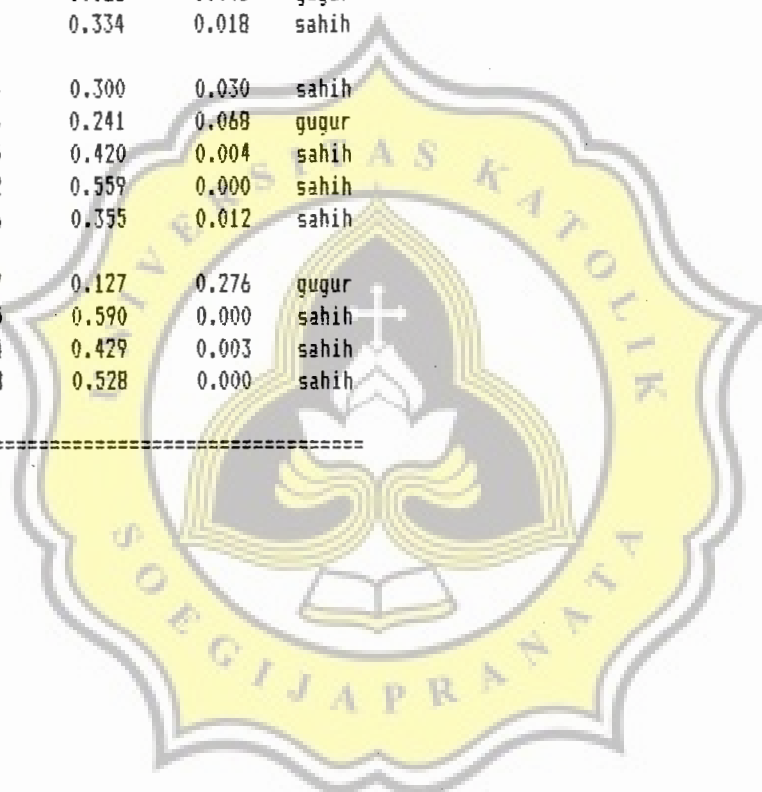 0.334 0.018 sahih
0.300 0.030 sahih
0.241 0.068 gugur
0.420 0.004 sahih
0.559 0.000 sahih
0.355 0.012 sahih
0.127 0.276 gugur
0.590 0.000 sahih
0.429 0.003 sahih
0.528 0.000 sahih
UNIVERSITAS KATOLIK
SOEGIJAPRANATA